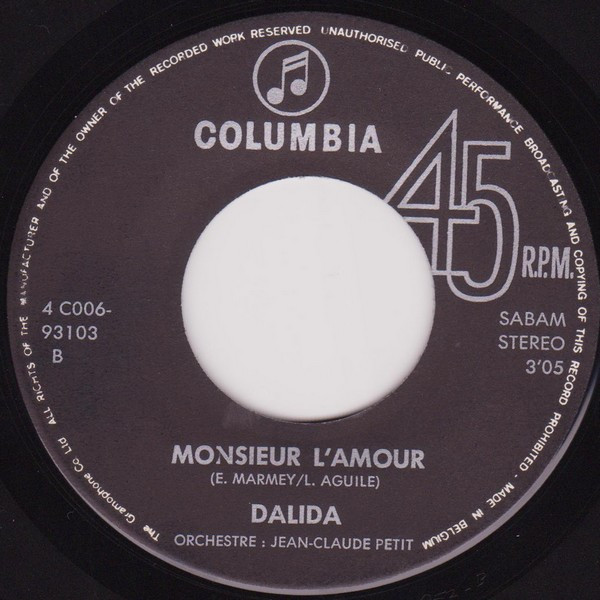 ALL RIGHTS OF THE MANUFACTURER AND OF THE OWNER OF THE RECORDED WORK RESERVED UNAUTHORISED PUBLIC PERFORMANCE BROADCASTING AND COPYING OF THIS RECORD PROHIBITED - MADE IN BELGIUM
COLUMBIA
45 R.P.M.
4 C006-
93103
B
SABAM
STEREO
3'05
MONSIEUR L'AMOUR
(E. MARMEY/L. AGUILE)
DALIDA
ORCHESTRE : JEAN-CLAUDE PETIT
The Gramophone Co Ltd